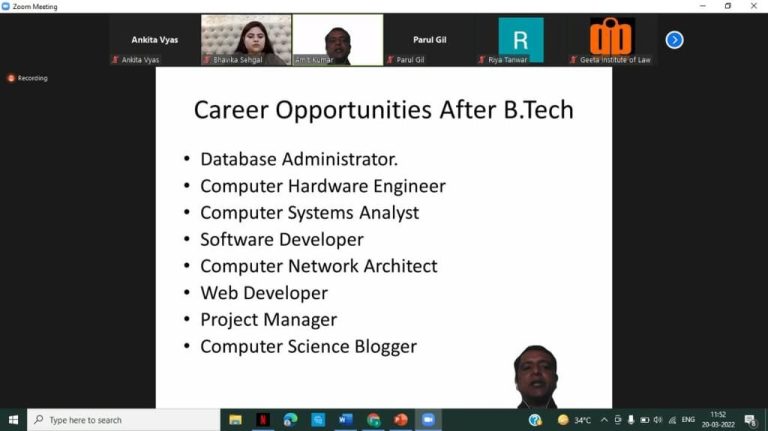 Zoom Meeting
Ankita Vyas
Parul Gil
R
Ankita Vyas
Bhavika Sehgal
Amit Kumar
Parul Gil
Riya Tanwar
Geeta Institute of Law
Recording
Career Opportunities After B.Tech
• Database Administrator.
• Computer Hardware Engineer
• Computer Systems Analyst
• Software Developer
• Computer Network Architect
• Web Developer
• Project Manager
• Computer Science Blogger
Type here to search
34°C
ENG
11:52
20-03-2022